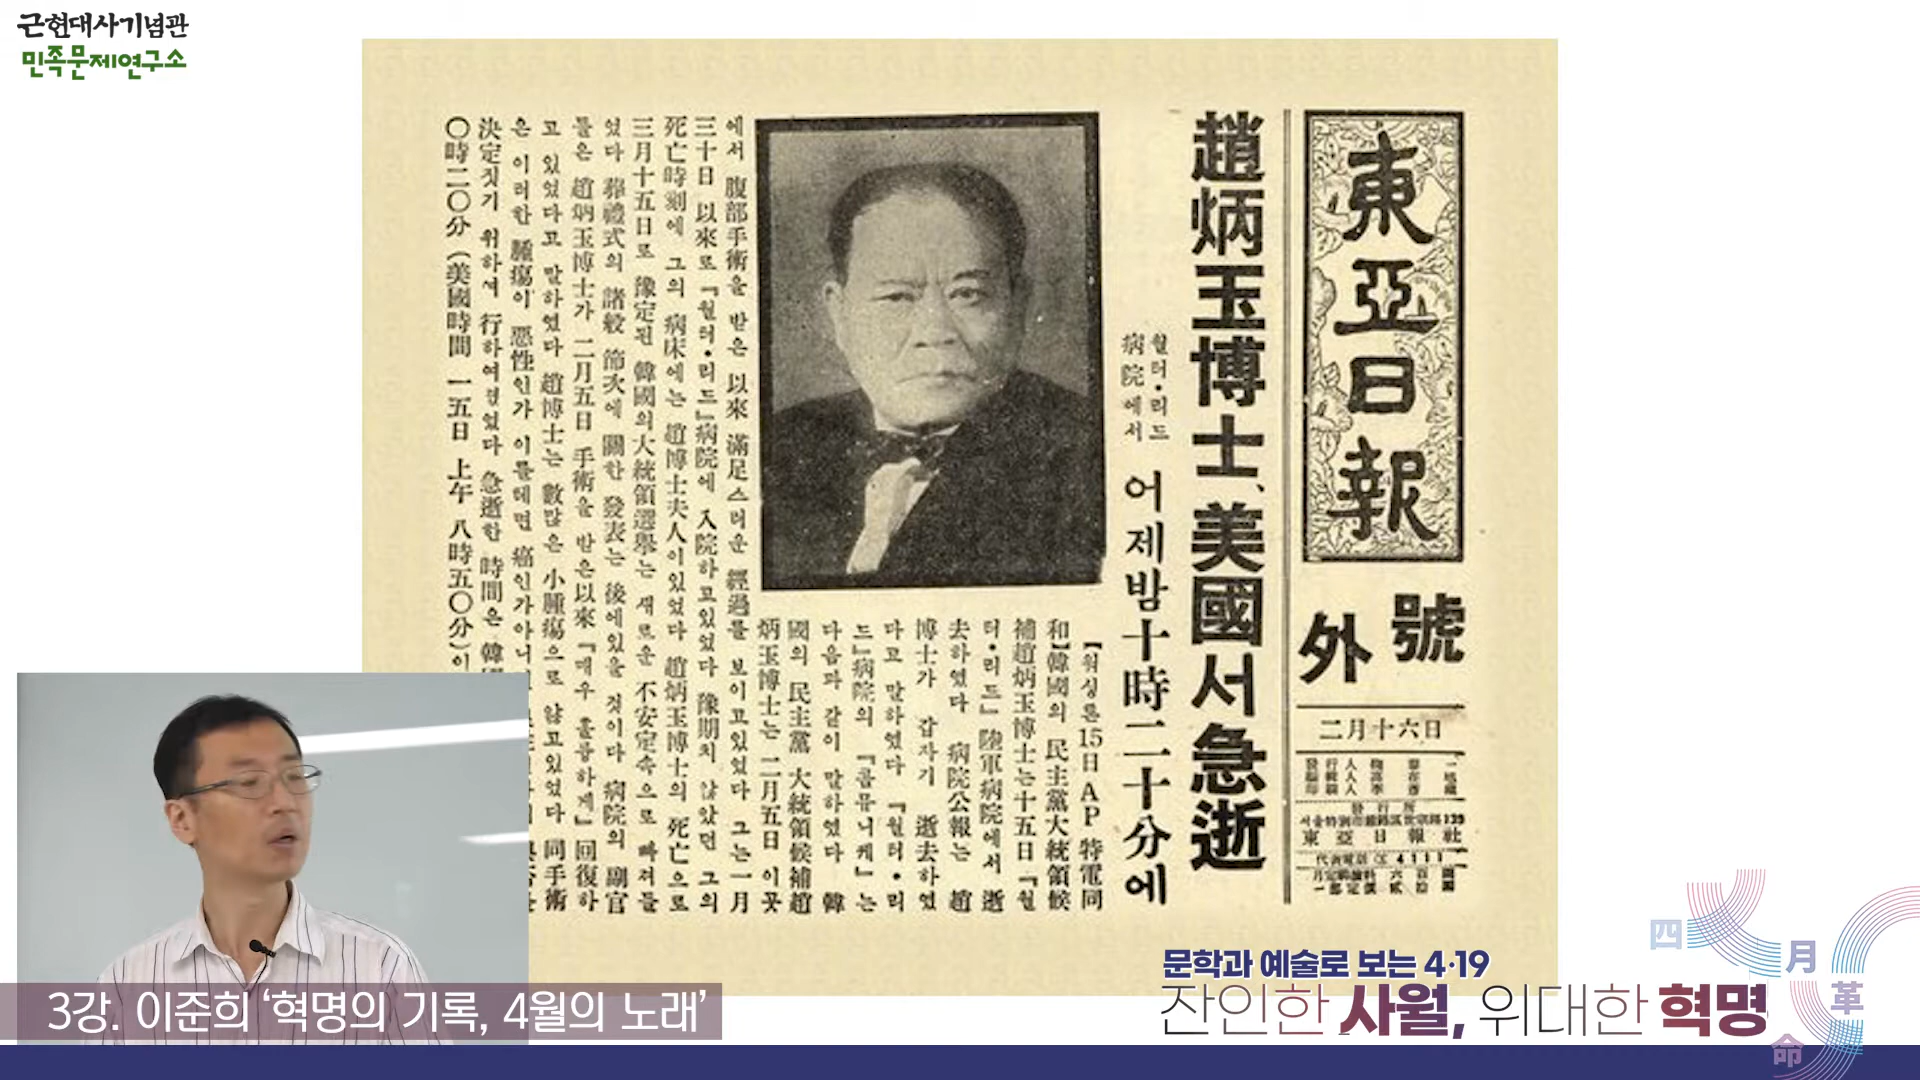 근현대사기념관
민족문제연구소
東亞日報
號外
二月十六日
發行所
東亞日報社
趙炳玉博士、美國서急逝
월터·리드
病院에서
어제밤十時二十分에
【워싱톤15日AP特電同
和】韓國의 民主黨大統領候
補趙炳玉博士는十五日『월
터·리드』陸軍病院에서 逝
去하였다 病院公報는 趙
博士가 갑자기 逝去하였
다고 말하였다 『월터·리
드』病院의 『콤뮤니케』는
다음과 같이 말하였다 韓
國의 民主黨 大統領候補趙
炳玉博士는 二月五日 이곳
에서 腹部手術을 받은 以來 滿足스러운 經過를 보이고있었다 그는一月
三十日 以來로『월터·리드』病院에 入院하고있었다 豫期치 않았던 그의
死亡時刻에 그의 病床에는 趙博士夫人이있었다 趙炳玉博士의 死亡으로
三月十五日로 豫定된 韓國의大統領選擧는 새로운 不安定속으로 빠져들
었다 葬禮式의 諸般 節次에 關한 發表는 後에있을 것이다 病院의 副官
들은 趙炳玉博士가 二月五日 手術을 받은以來『매우 훌륭하게』回復하
고 있었다고 말하였다 趙博士는 數많은 小腫瘍으로 앓고있었다 同手術
은 이러한 腫瘍이 惡性인가 이를테면 癌인가아니
決定짓기 위하여 行하여졌었다 急逝한 時間은 韓國
〇時二〇分(美國時間 一五日 上午 八時五〇分)이
3강. 이준희 ‘혁명의 기록, 4월의 노래’
문학과 예술로 보는 4·19
잔인한 사월, 위대한 혁명
四月革命